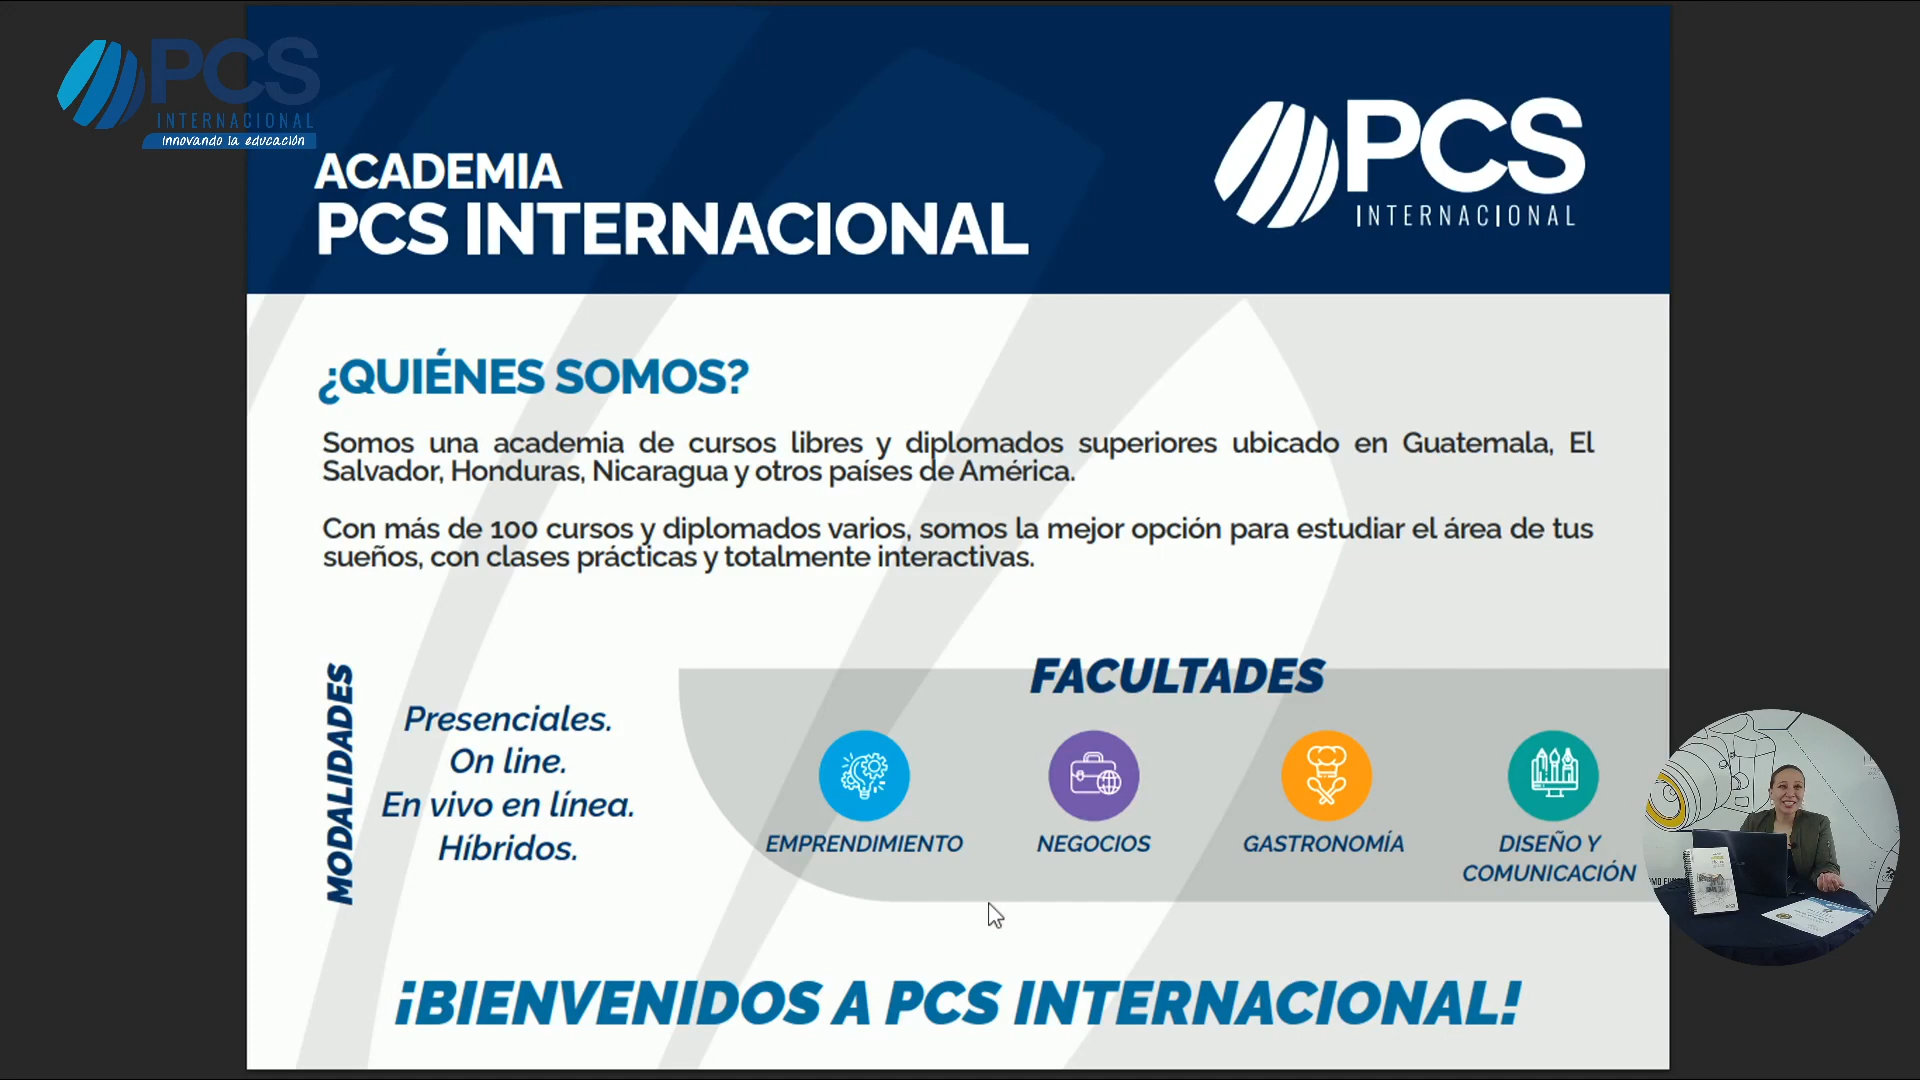 PCS
INTERNACIONAL
innovando la educación
ACADEMIA
PCS INTERNACIONAL
PCS
INTERNACIONAL
¿QUIÉNES SOMOS?
Somos una academia de cursos libres y diplomados superiores ubicado en Guatemala, El
Salvador, Honduras, Nicaragua y otros países de América.
Con más de 100 cursos y diplomados varios, somos la mejor opción para estudiar el área de tus
sueños, con clases prácticas y totalmente interactivas.
MODALIDADES
Presenciales.
On line.
En vivo en línea.
Híbridos.
FACULTADES
EMPRENDIMIENTO
NEGOCIOS
GASTRONOMÍA
DISEÑO Y
COMUNICACIÓN
¡BIENVENIDOS A PCS INTERNACIONAL!